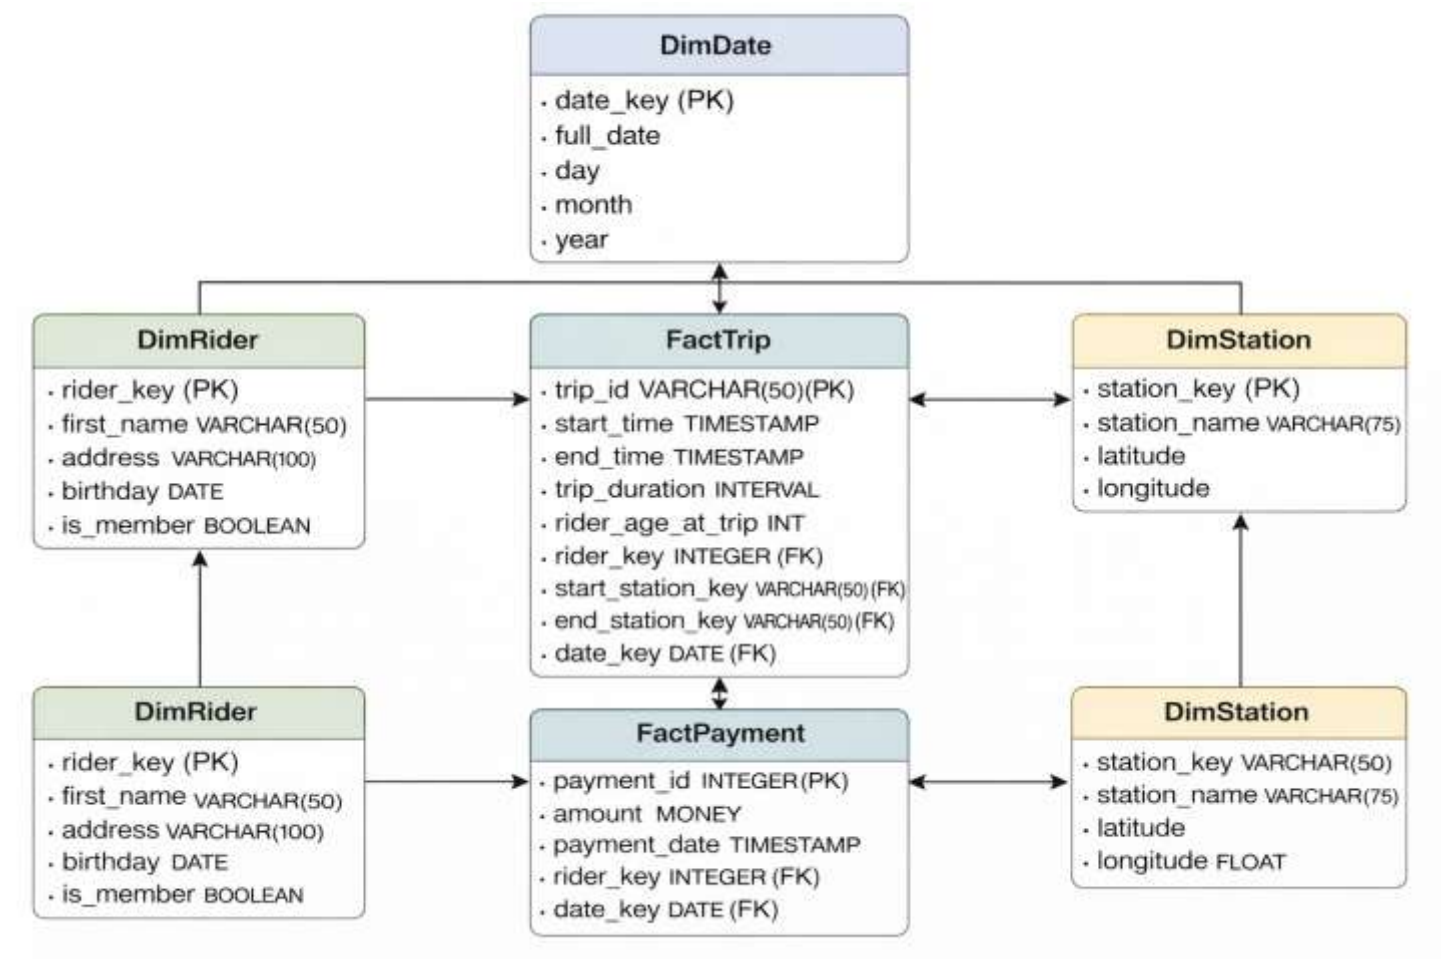 DimDate
· date_key (PK)
· full_date
· day
· month
· year
DimRider
· rider_key (PK)
· first_name VARCHAR(50)
· address VARCHAR(100)
· birthday DATE
· is_member BOOLEAN
FactTrip
· trip_id VARCHAR(50)(PK)
· start_time TIMESTAMP
· end_time TIMESTAMP
· trip_duration INTERVAL
· rider_age_at_trip INT
· rider_key INTEGER (FK)
· start_station_key VARCHAR(50)(FK)
· end_station_key VARCHAR(50)(FK)
· date_key DATE (FK)
DimStation
· station_key (PK)
· station_name VARCHAR(75)
· latitude
· longitude
DimRider
· rider_key (PK)
· first_name VARCHAR(50)
· address VARCHAR(100)
· birthday DATE
· is_member BOOLEAN
FactPayment
· payment_id INTEGER(PK)
· amount MONEY
· payment_date TIMESTAMP
· rider_key INTEGER (FK)
· date_key DATE (FK)
DimStation
· station_key VARCHAR(50)
· station_name VARCHAR(75)
· latitude
· longitude FLOAT